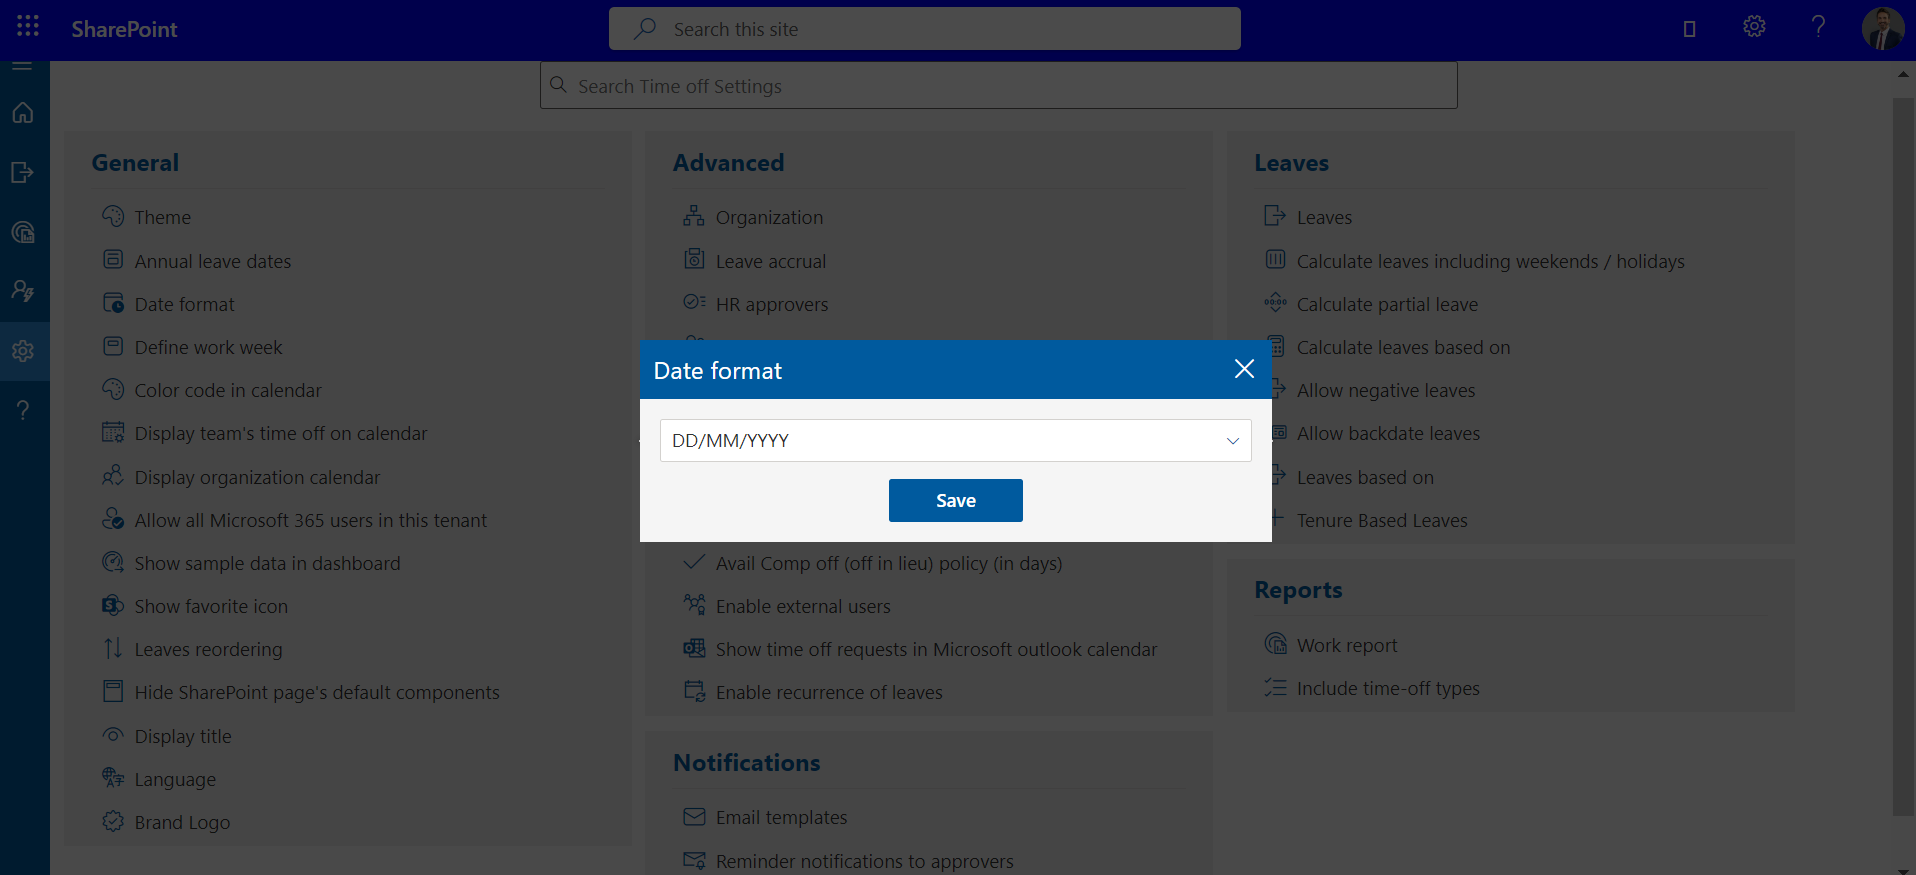 SharePoint
Search this site
Search Time off Settings
General
Theme
Annual leave dates
Date format
Define work week
Color code in calendar
Display team's time off on calendar
Display organization calendar
Allow all Microsoft 365 users in this tenant
Show sample data in dashboard
Show favorite icon
Leaves reordering
Hide SharePoint page's default components
Display title
Language
Brand Logo
Advanced
Organization
Leave accrual
HR approvers
Date format
DD/MM/YYYY
Save
Avail Comp off (off in lieu) policy (in days)
Enable external users
Show time off requests in Microsoft outlook calendar
Enable recurrence of leaves
Notifications
Email templates
Reminder notifications to approvers
Leaves
Leaves
Calculate leaves including weekends / holidays
Calculate partial leave
Calculate leaves based on
Allow negative leaves
Allow backdate leaves
Leaves based on
Tenure Based Leaves
Reports
Work report
Include time-off types